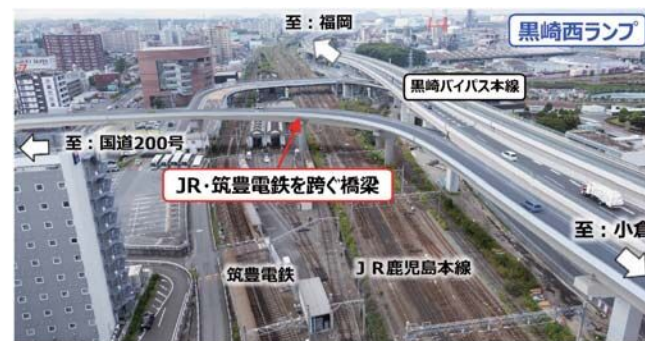 至：福岡
黒崎西ランプ
黒崎バイパス本線
至：国道200号
JR・筑豊電鉄を跨ぐ橋梁
至：小倉
筑豊電鉄
ＪＲ鹿児島本線